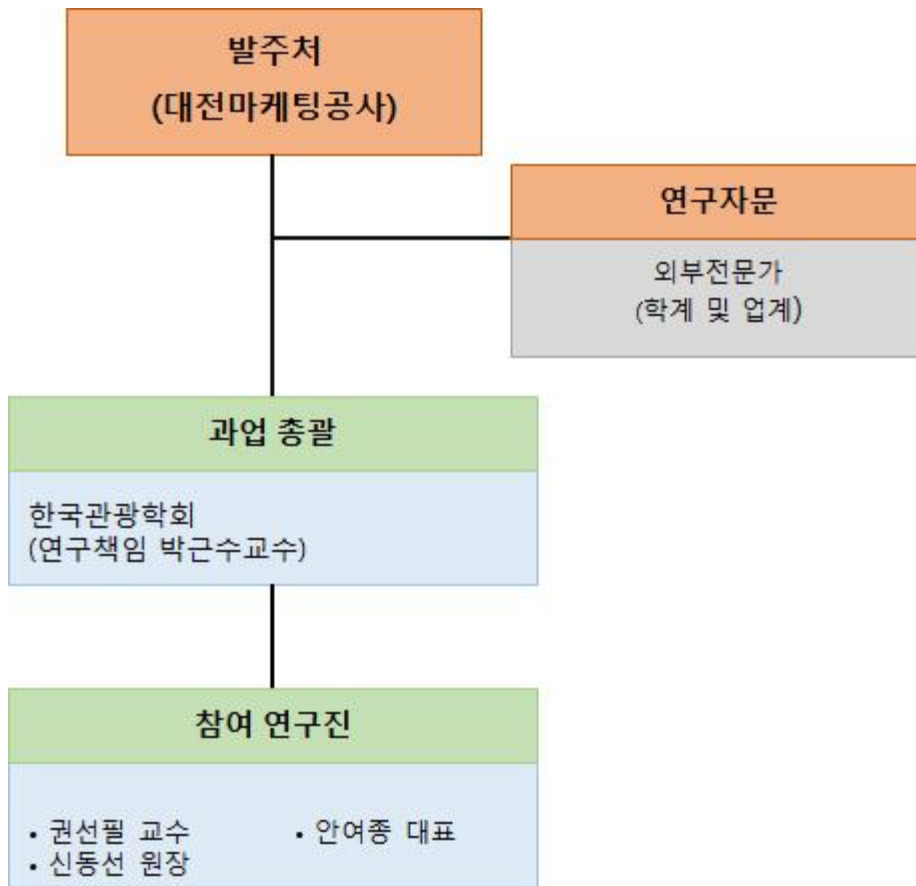 발주처
(대전마케팅공사)
연구자문
외부전문가
(학계 및 업계)
과업 총괄
한국관광학회
(연구책임 박근수교수)
참여 연구진
• 권선필 교수
• 안여종 대표
• 신동선 원장